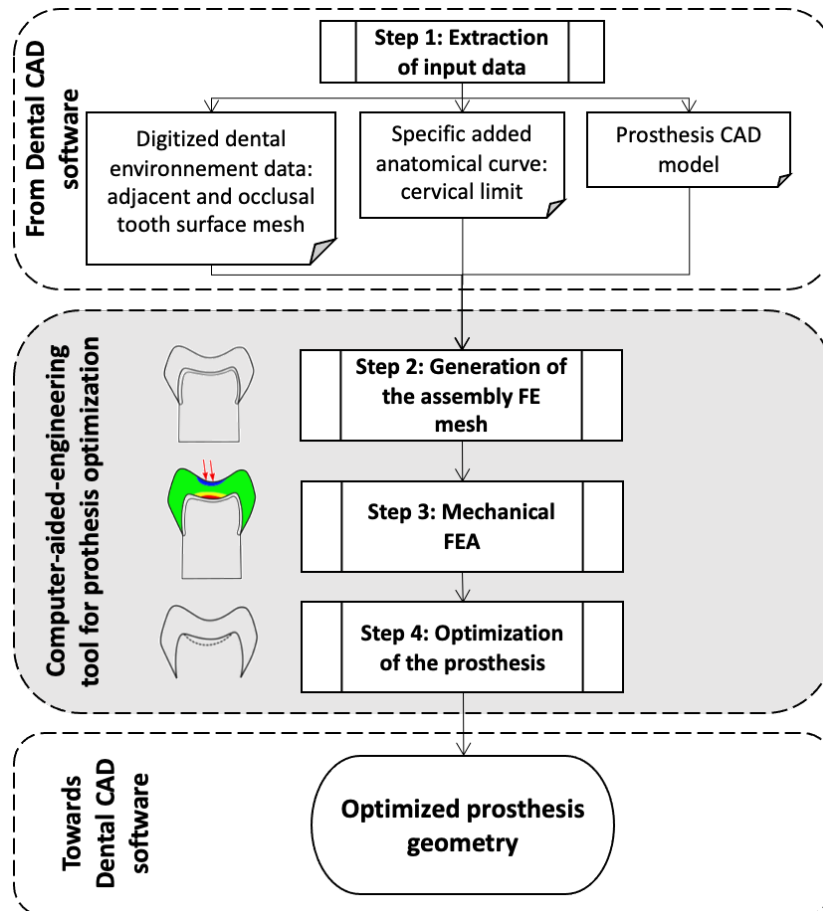 From Dental CAD
software
Step 1: Extraction
of input data
Digitized dental
environnement data:
adjacent and occlusal
tooth surface mesh
Specific added
anatomical curve:
cervical limit
Prosthesis CAD
model
Computer-aided-engineering
tool for prothesis optimization
Step 2: Generation of
the assembly FE
mesh
Step 3: Mechanical
FEA
Step 4: Optimization
of the prosthesis
Towards
Dental CAD
software
Optimized prosthesis
geometry